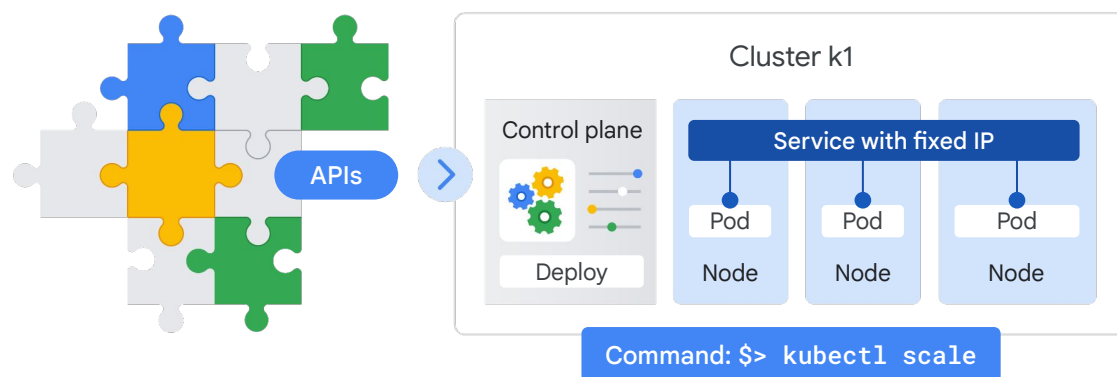 Cluster k1
APIs
Control plane
Deploy
Service with fixed IP
Pod
Pod
Pod
Node
Node
Node
Command: $> kubectl scale